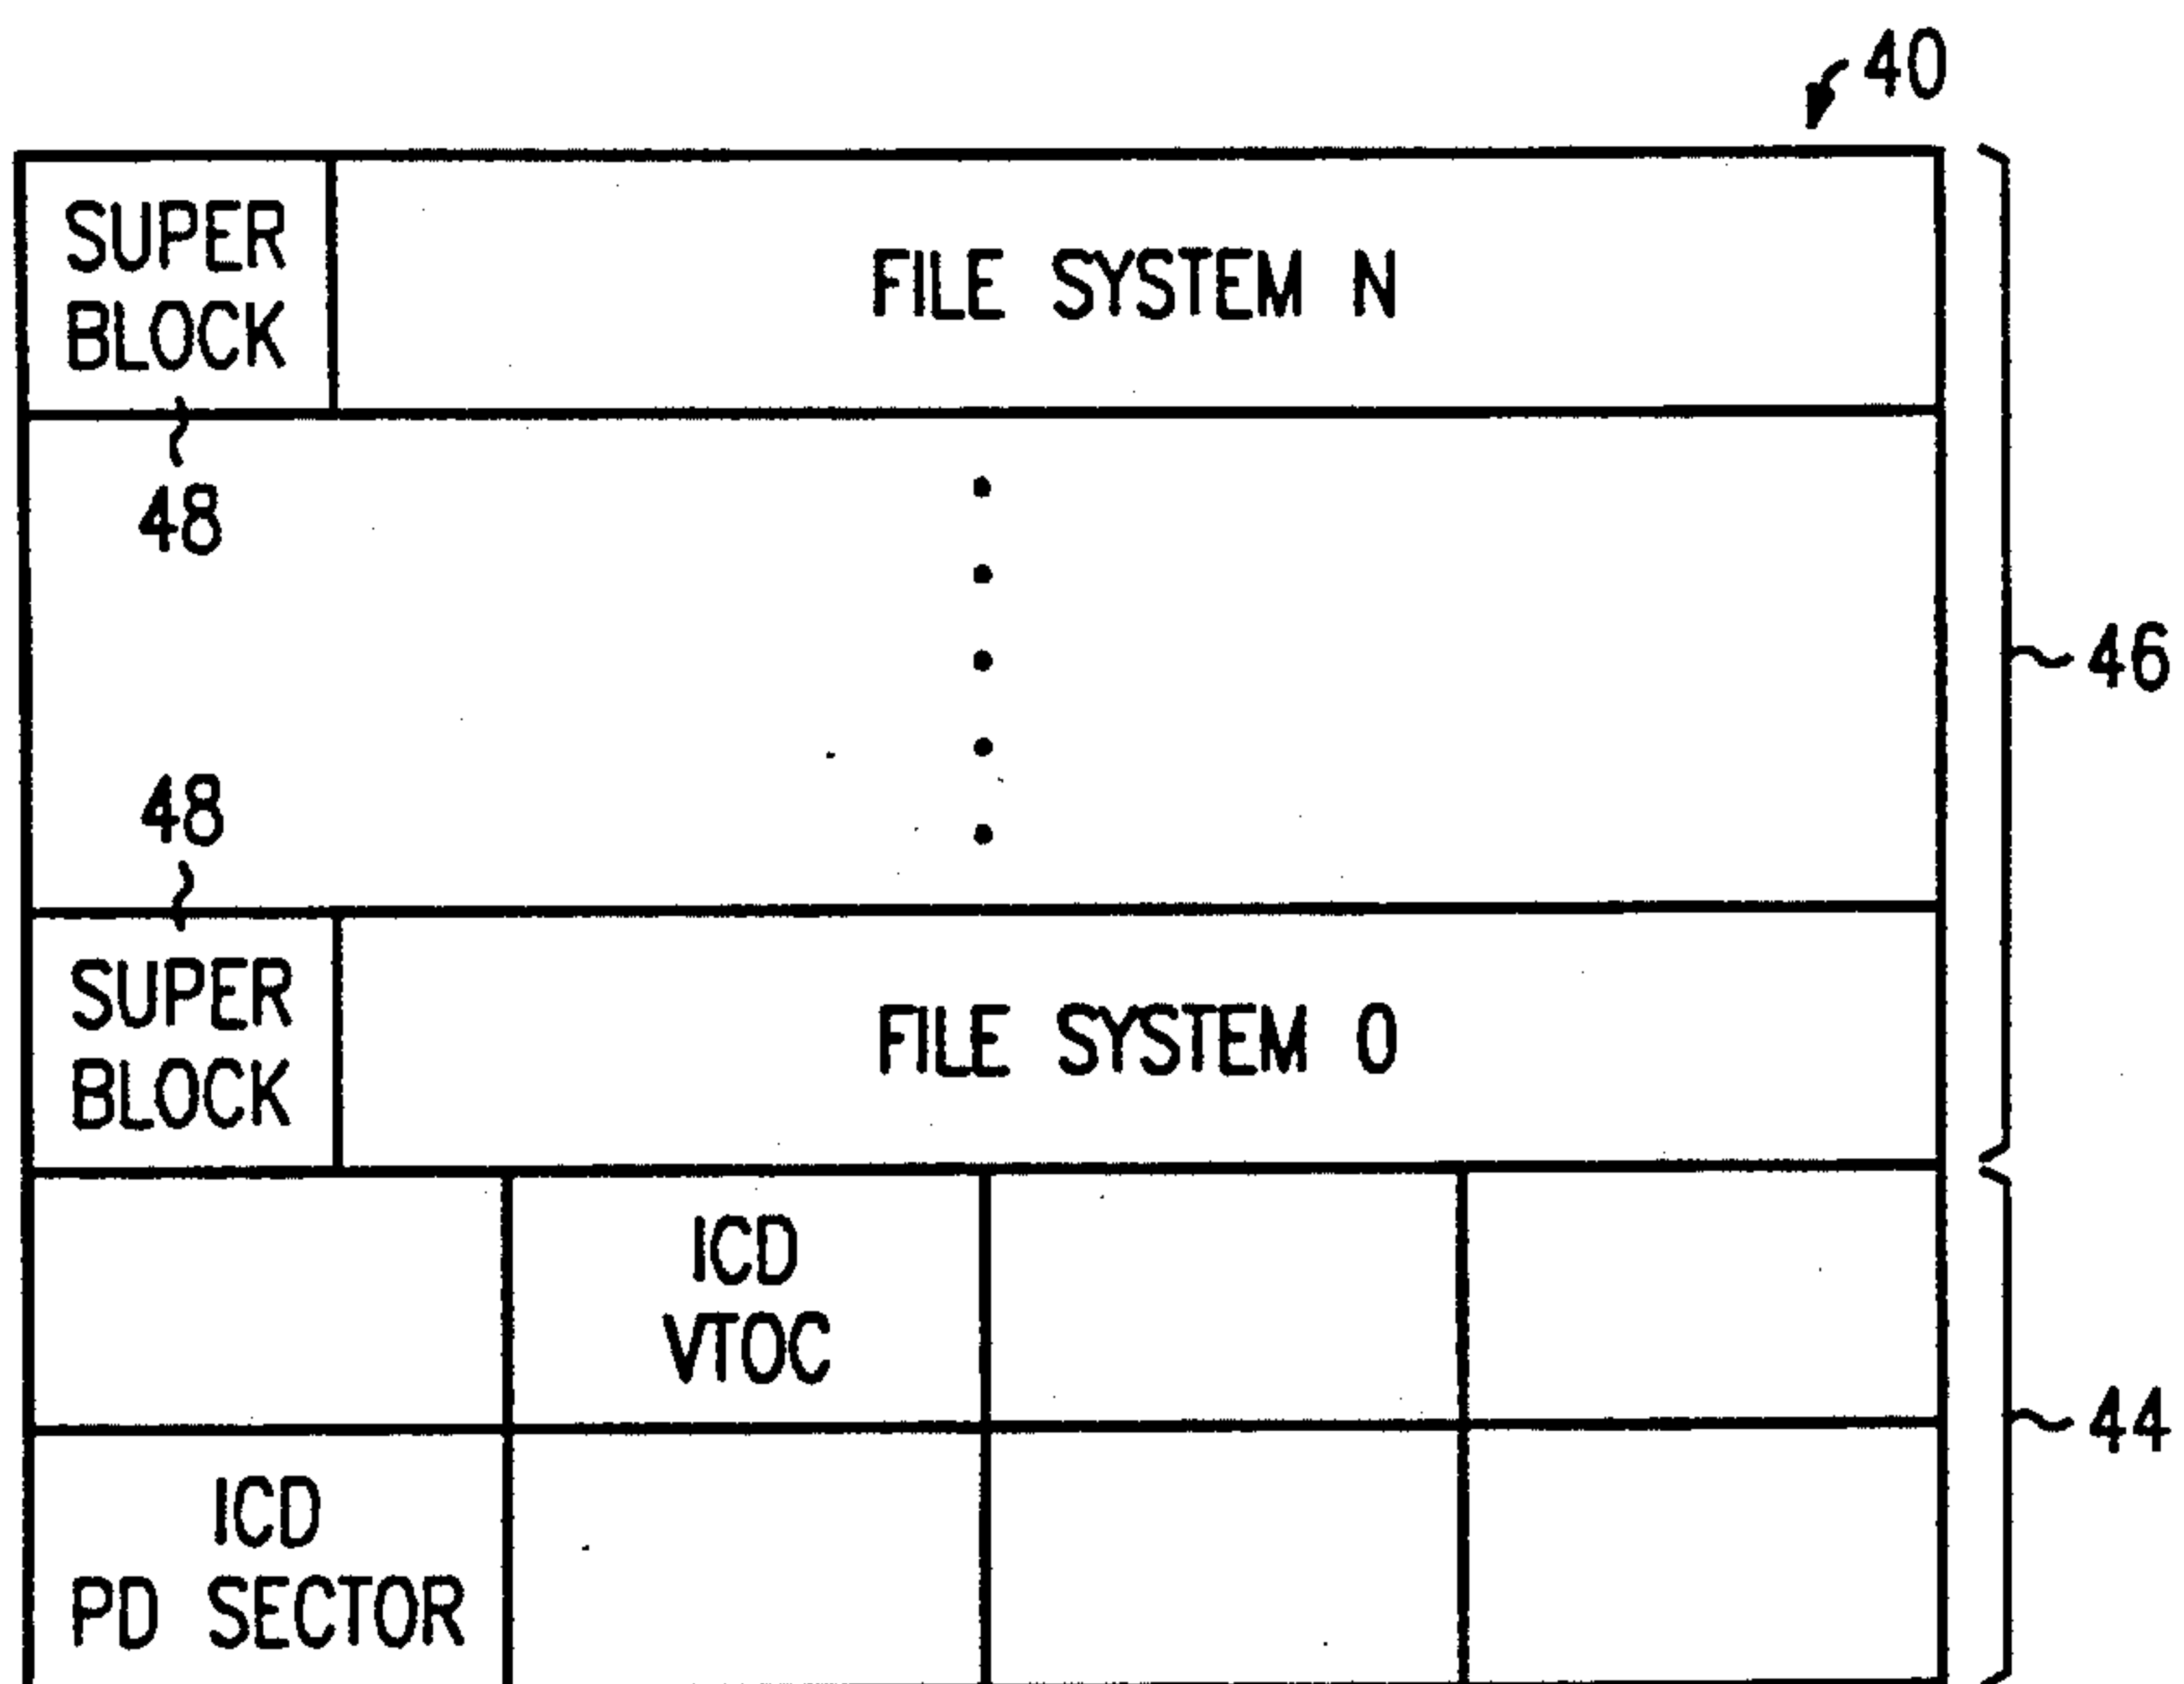 40
SUPER
BLOCK
FILE SYSTEM N
48
46
48
SUPER
BLOCK
FILE SYSTEM 0
ICD
VTOC
44
ICD
PD SECTOR